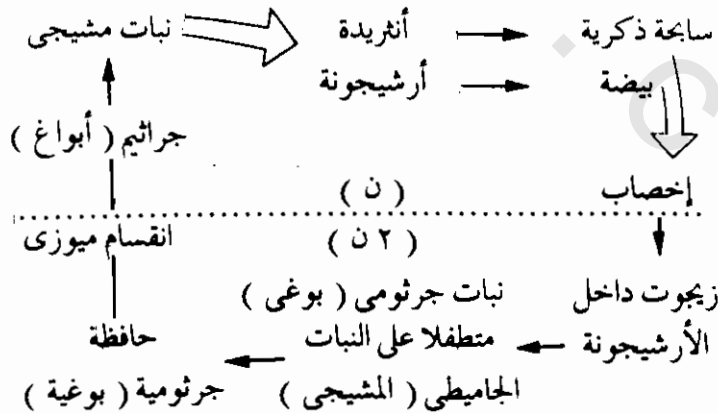 نبات مشيجى أنثريدة سابحة ذكرية
أرشيجونة بيضة
جراثيم ( أبواغ )
( ن ) إخصاب
انقسام ميوزى ( ٢ ن )
نبات جرثومى ( بوغى ) زيجوت داخل
حافظة متطفلا على النبات الأرشيجونة
جرثومية ( بوغية ) الجاميطى ( المشيجى )